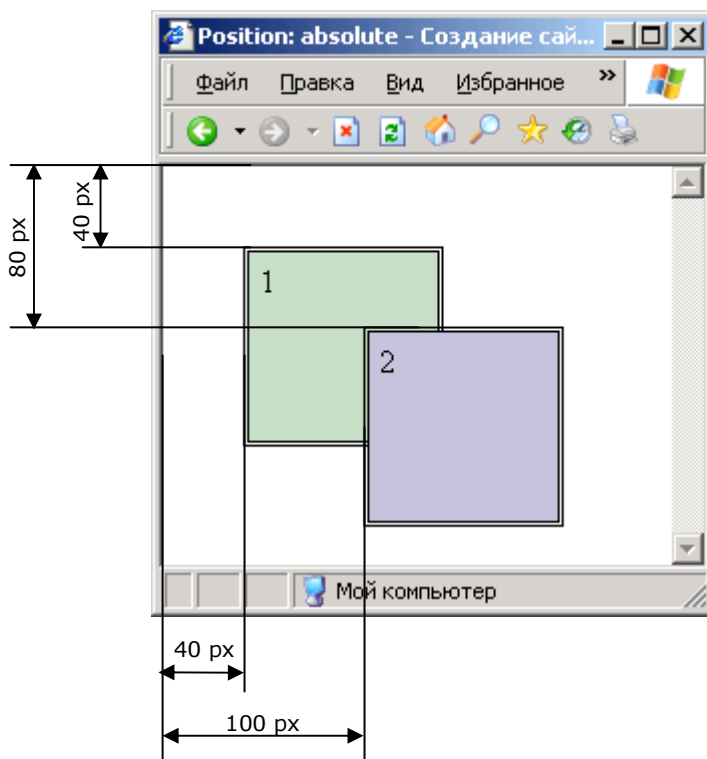 Position: absolute - Создание сай...
Файл Правка Вид Избранное »
40 px
80 px
1
2
Мой компьютер
40 px
100 px